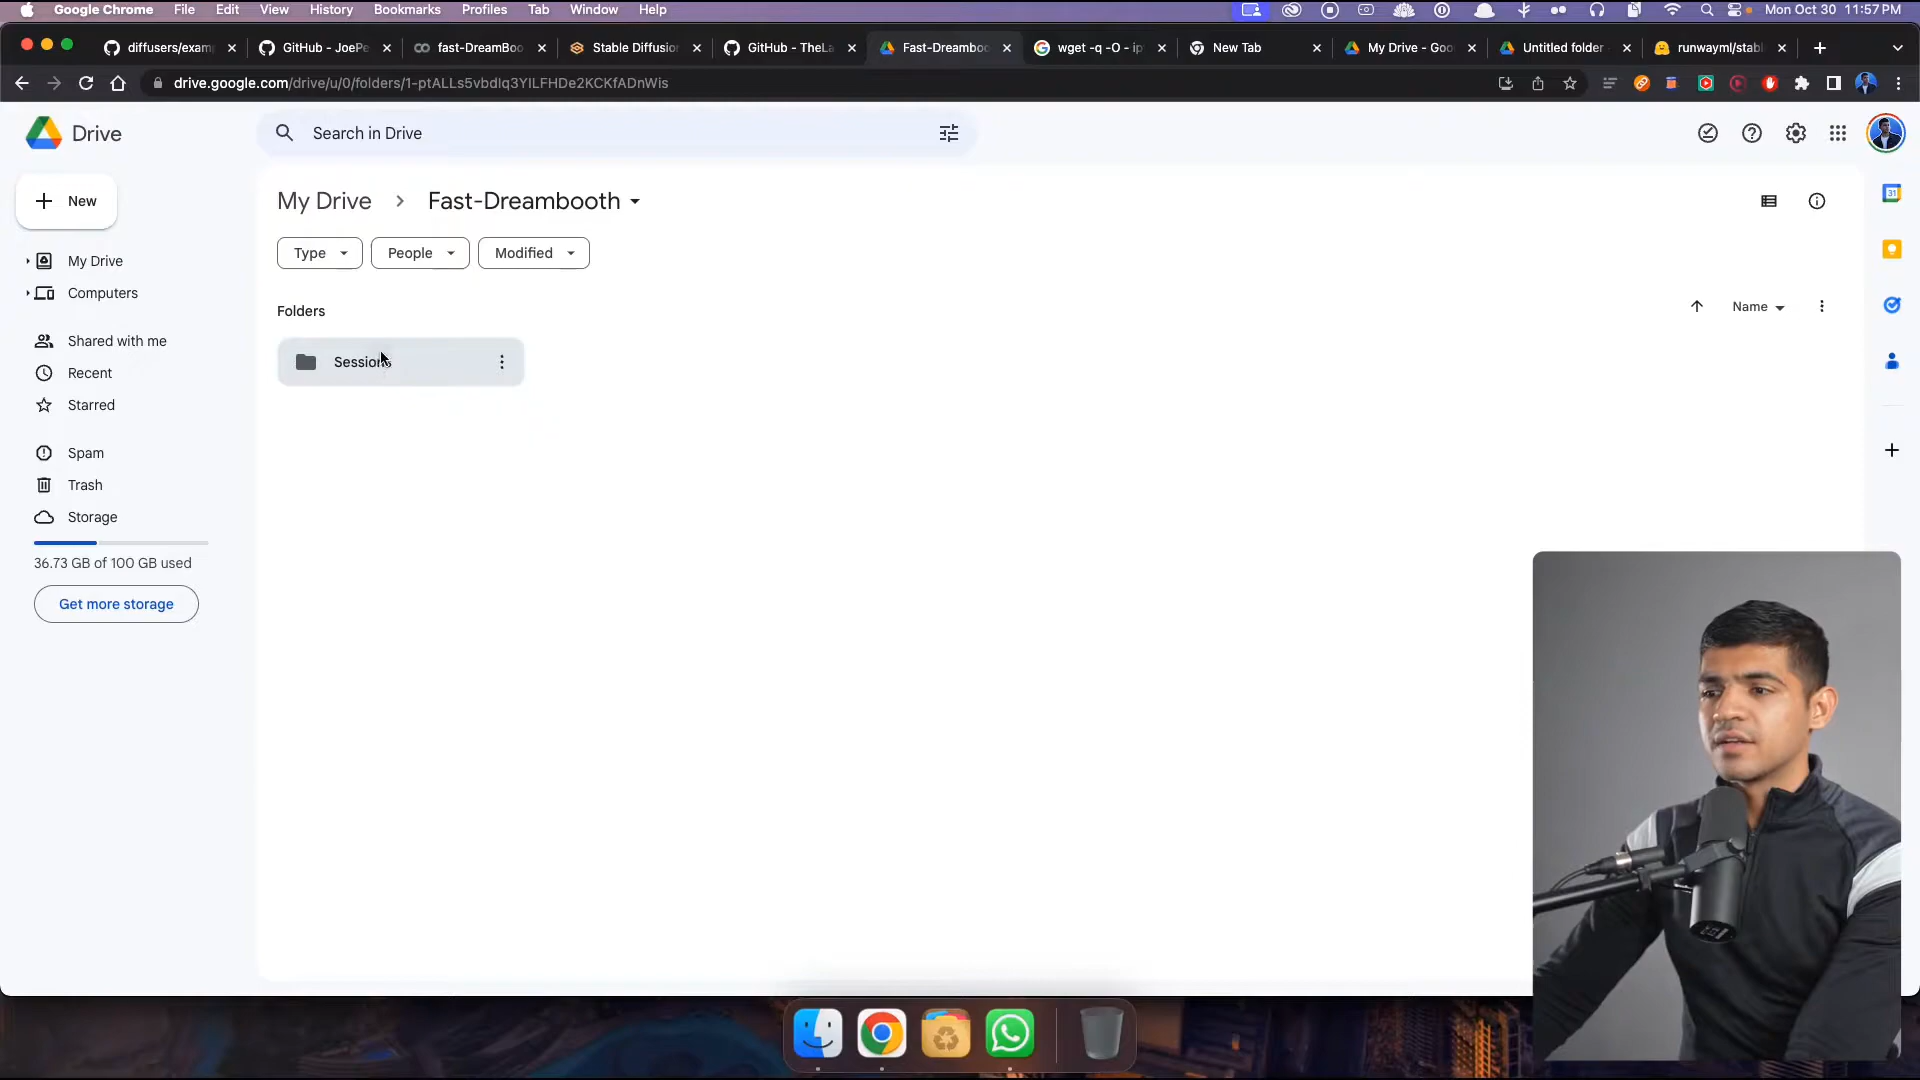 Google Chrome File Edit View History Bookmarks Profiles Tab Window Help Mon Oct 30 11:57 PM
diffusers/exam GitHub - JoePe fast-DreamBoo Stable Diffusion GitHub - TheLa Fast-Dreamboo wget -q -O - ip New Tab My Drive - Goo Untitled folder runwayml/stab
drive.google.com/drive/u/0/folders/1-ptALLs5vbdlq3YILFHDe2KCKfADnWis
Drive
Search in Drive
New
My Drive
Computers
Shared with me
Recent
Starred
Spam
Trash
Storage
36.73 GB of 100 GB used
Get more storage
My Drive > Fast-Dreambooth
Type People Modified
Folders
Name
Sessions
31